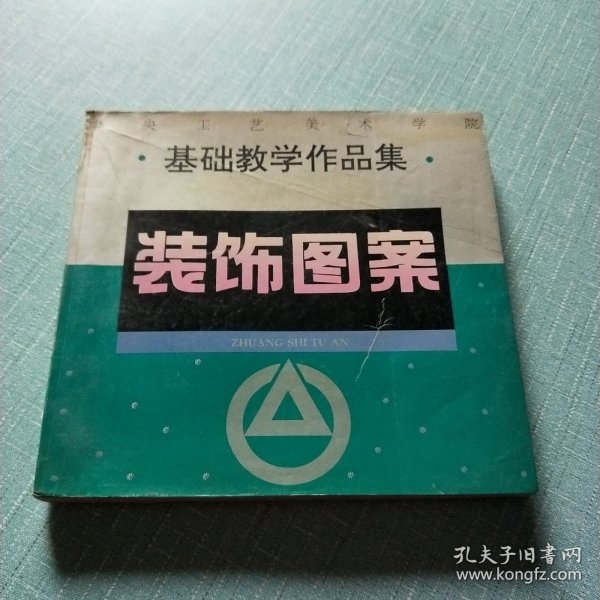 中央工艺美术学院
·基础教学作品集·
装饰图案
ZHUANG SHI TU AN
孔夫子旧书网
www.kongfz.com